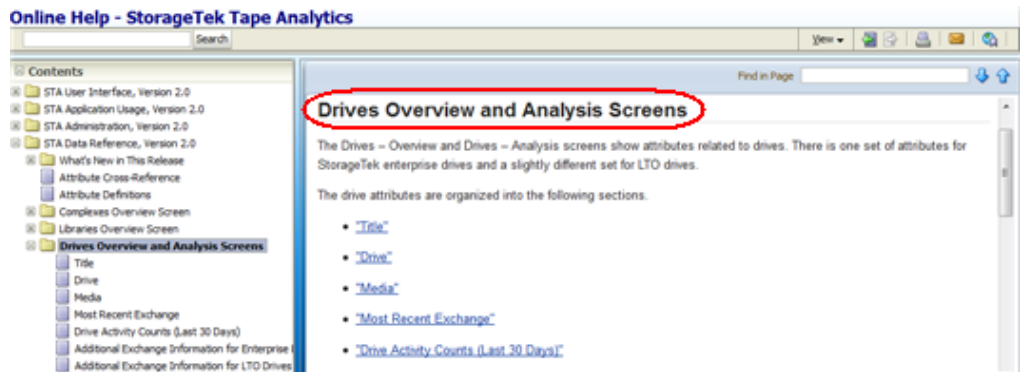 Online Help - StorageTek Tape Analytics
Search
View
Contents
STA User Interface, Version 2.0
STA Application Usage, Version 2.0
STA Administration, Version 2.0
STA Data Reference, Version 2.0
What's New in This Release
Attribute Cross-Reference
Attribute Definitions
Complexes Overview Screen
Libraries Overview Screen
Drives Overview and Analysis Screens
Title
Drive
Media
Most Recent Exchange
Drive Activity Counts (Last 30 Days)
Additional Exchange Information for Enterprise
Additional Exchange Information for LTO Drives
Find in Page
Drives Overview and Analysis Screens
The Drives – Overview and Drives – Analysis screens show attributes related to drives. There is one set of attributes for
StorageTek enterprise drives and a slightly different set for LTO drives.
The drive attributes are organized into the following sections.
• "Title"
• "Drive"
• "Media"
• "Most Recent Exchange"
• "Drive Activity Counts (Last 30 Days)"